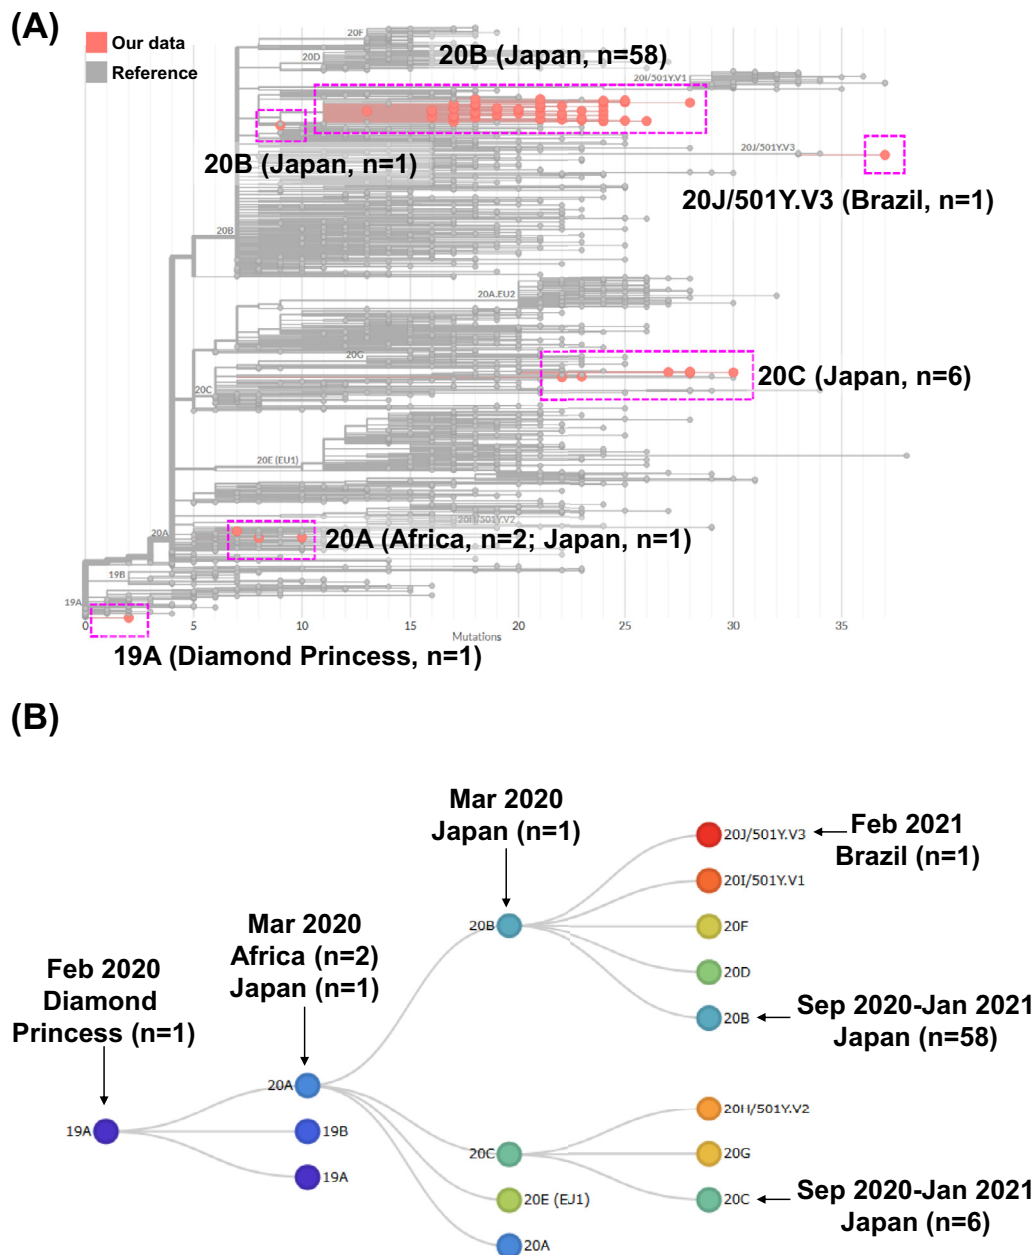 (A)
Our data
Reference
20F
20D
20B (Japan, n=58)
20I/501Y.V1
20B (Japan, n=1)
20J/501Y.V3
20J/501Y.V3 (Brazil, n=1)
20B
20A.EU2
20G
20C
20C (Japan, n=6)
20E (EU1)
20H/501Y.V2
20A
20A (Africa, n=2; Japan, n=1)
19B
19A
0 5 10 15 20 25 30 35
Mutations
19A (Diamond Princess, n=1)
(B)
Mar 2020
Japan (n=1)
20J/501Y.V3
Feb 2021
Brazil (n=1)
20I/501Y.V1
Mar 2020
Africa (n=2)
Japan (n=1)
20B
20F
Feb 2020
Diamond
Princess (n=1)
20D
20B
Sep 2020-Jan 2021
Japan (n=58)
20A
19A
19B
19A
20C
20H/501Y.V2
20G
20E (EJ1)
20C
Sep 2020-Jan 2021
Japan (n=6)
20A